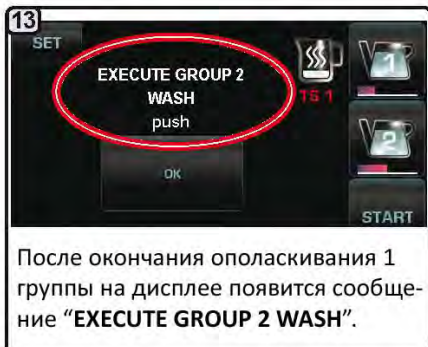 13
SET
EXECUTE GROUP 2
WASH
push
OK
TS 1
1
2
START
После окончания ополаскивания 1
группы на дисплее появится сообще-
ние “EXECUTE GROUP 2 WASH”.